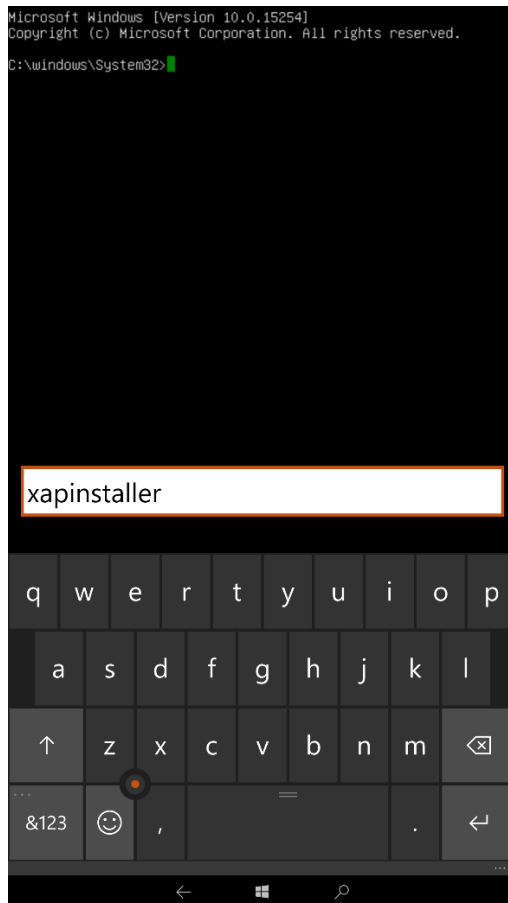 Microsoft Windows [Version 10.0.15254]
Copyright (c) Microsoft Corporation. All rights reserved.
C:\windows\System32>
xapinstaller
q w e r t y u i o p
a s d f g h j k l
z x c v b n m
&123 , .